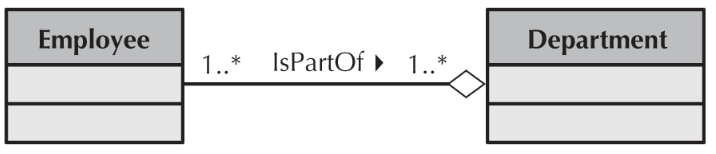 Employee
1..* IsPartOf ▶ 1..*
Department